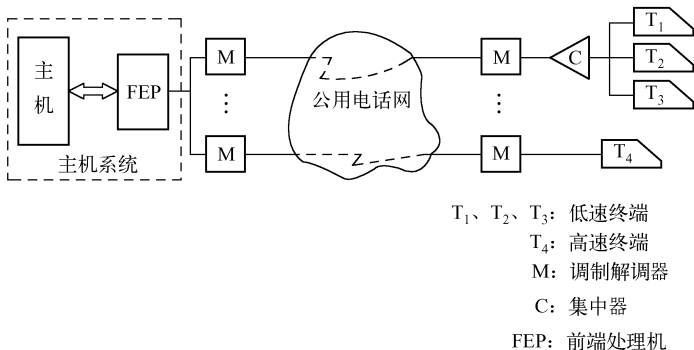 T₁
T₂
T₃
主机
FEP
M
M
C
公用电话网
主机系统
M
M
T₄
T₁、T₂、T₃：低速终端
T₄：高速终端
M：调制解调器
C：集中器
FEP：前端处理机